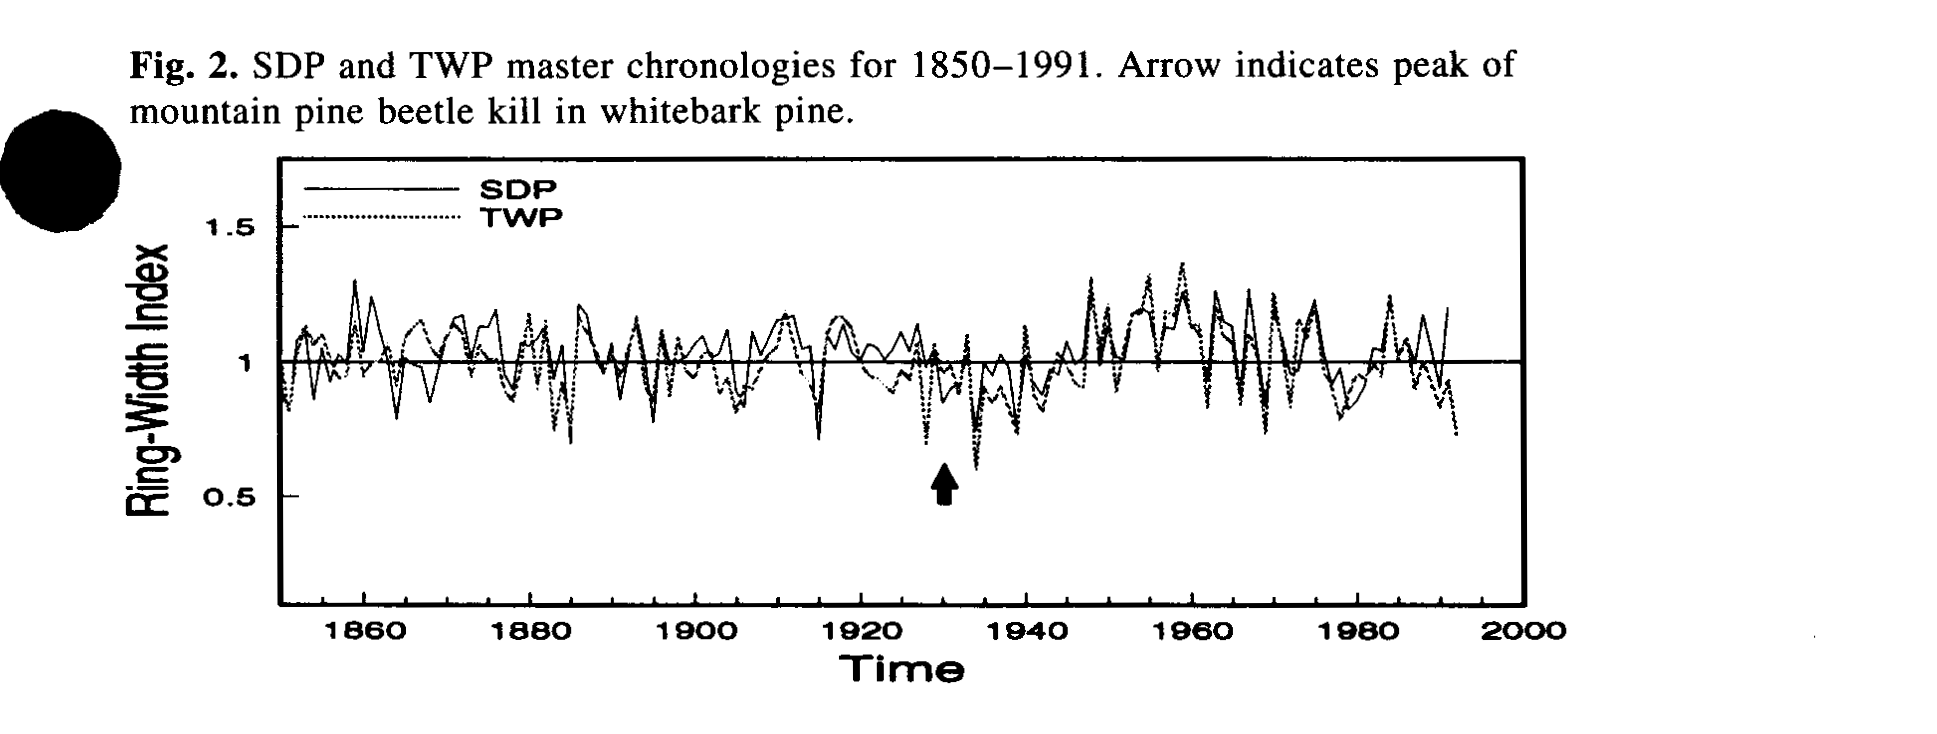 Fig. 2. SDP and TWP master chronologies for 1850–1991. Arrow indicates peak of
mountain pine beetle kill in whitebark pine.
SDP
TWP
1.5
1
0.5
Ring-Width Index
1860 1880 1900 1920 1940 1960 1980 2000
Time